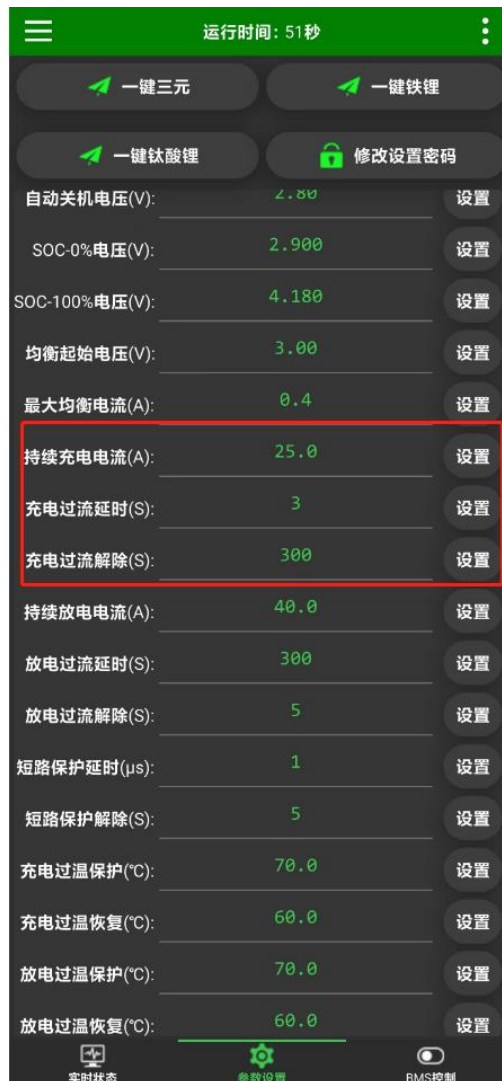 运行时间: 51秒
一键三元
一键铁锂
一键钛酸锂
修改设置密码
自动关机电压(V): 2.80 设置
SOC-0%电压(V): 2.900 设置
SOC-100%电压(V): 4.180 设置
均衡起始电压(V): 3.00 设置
最大均衡电流(A): 0.4 设置
持续充电电流(A): 25.0 设置
充电过流延时(S): 3 设置
充电过流解除(S): 300 设置
持续放电电流(A): 40.0 设置
放电过流延时(S): 300 设置
放电过流解除(S): 5 设置
短路保护延时(μs): 1 设置
短路保护解除(S): 5 设置
充电过温保护(℃): 70.0 设置
充电过温恢复(℃): 60.0 设置
放电过温保护(℃): 70.0 设置
放电过温恢复(℃): 60.0 设置
实时状态 参数设置 BMS控制